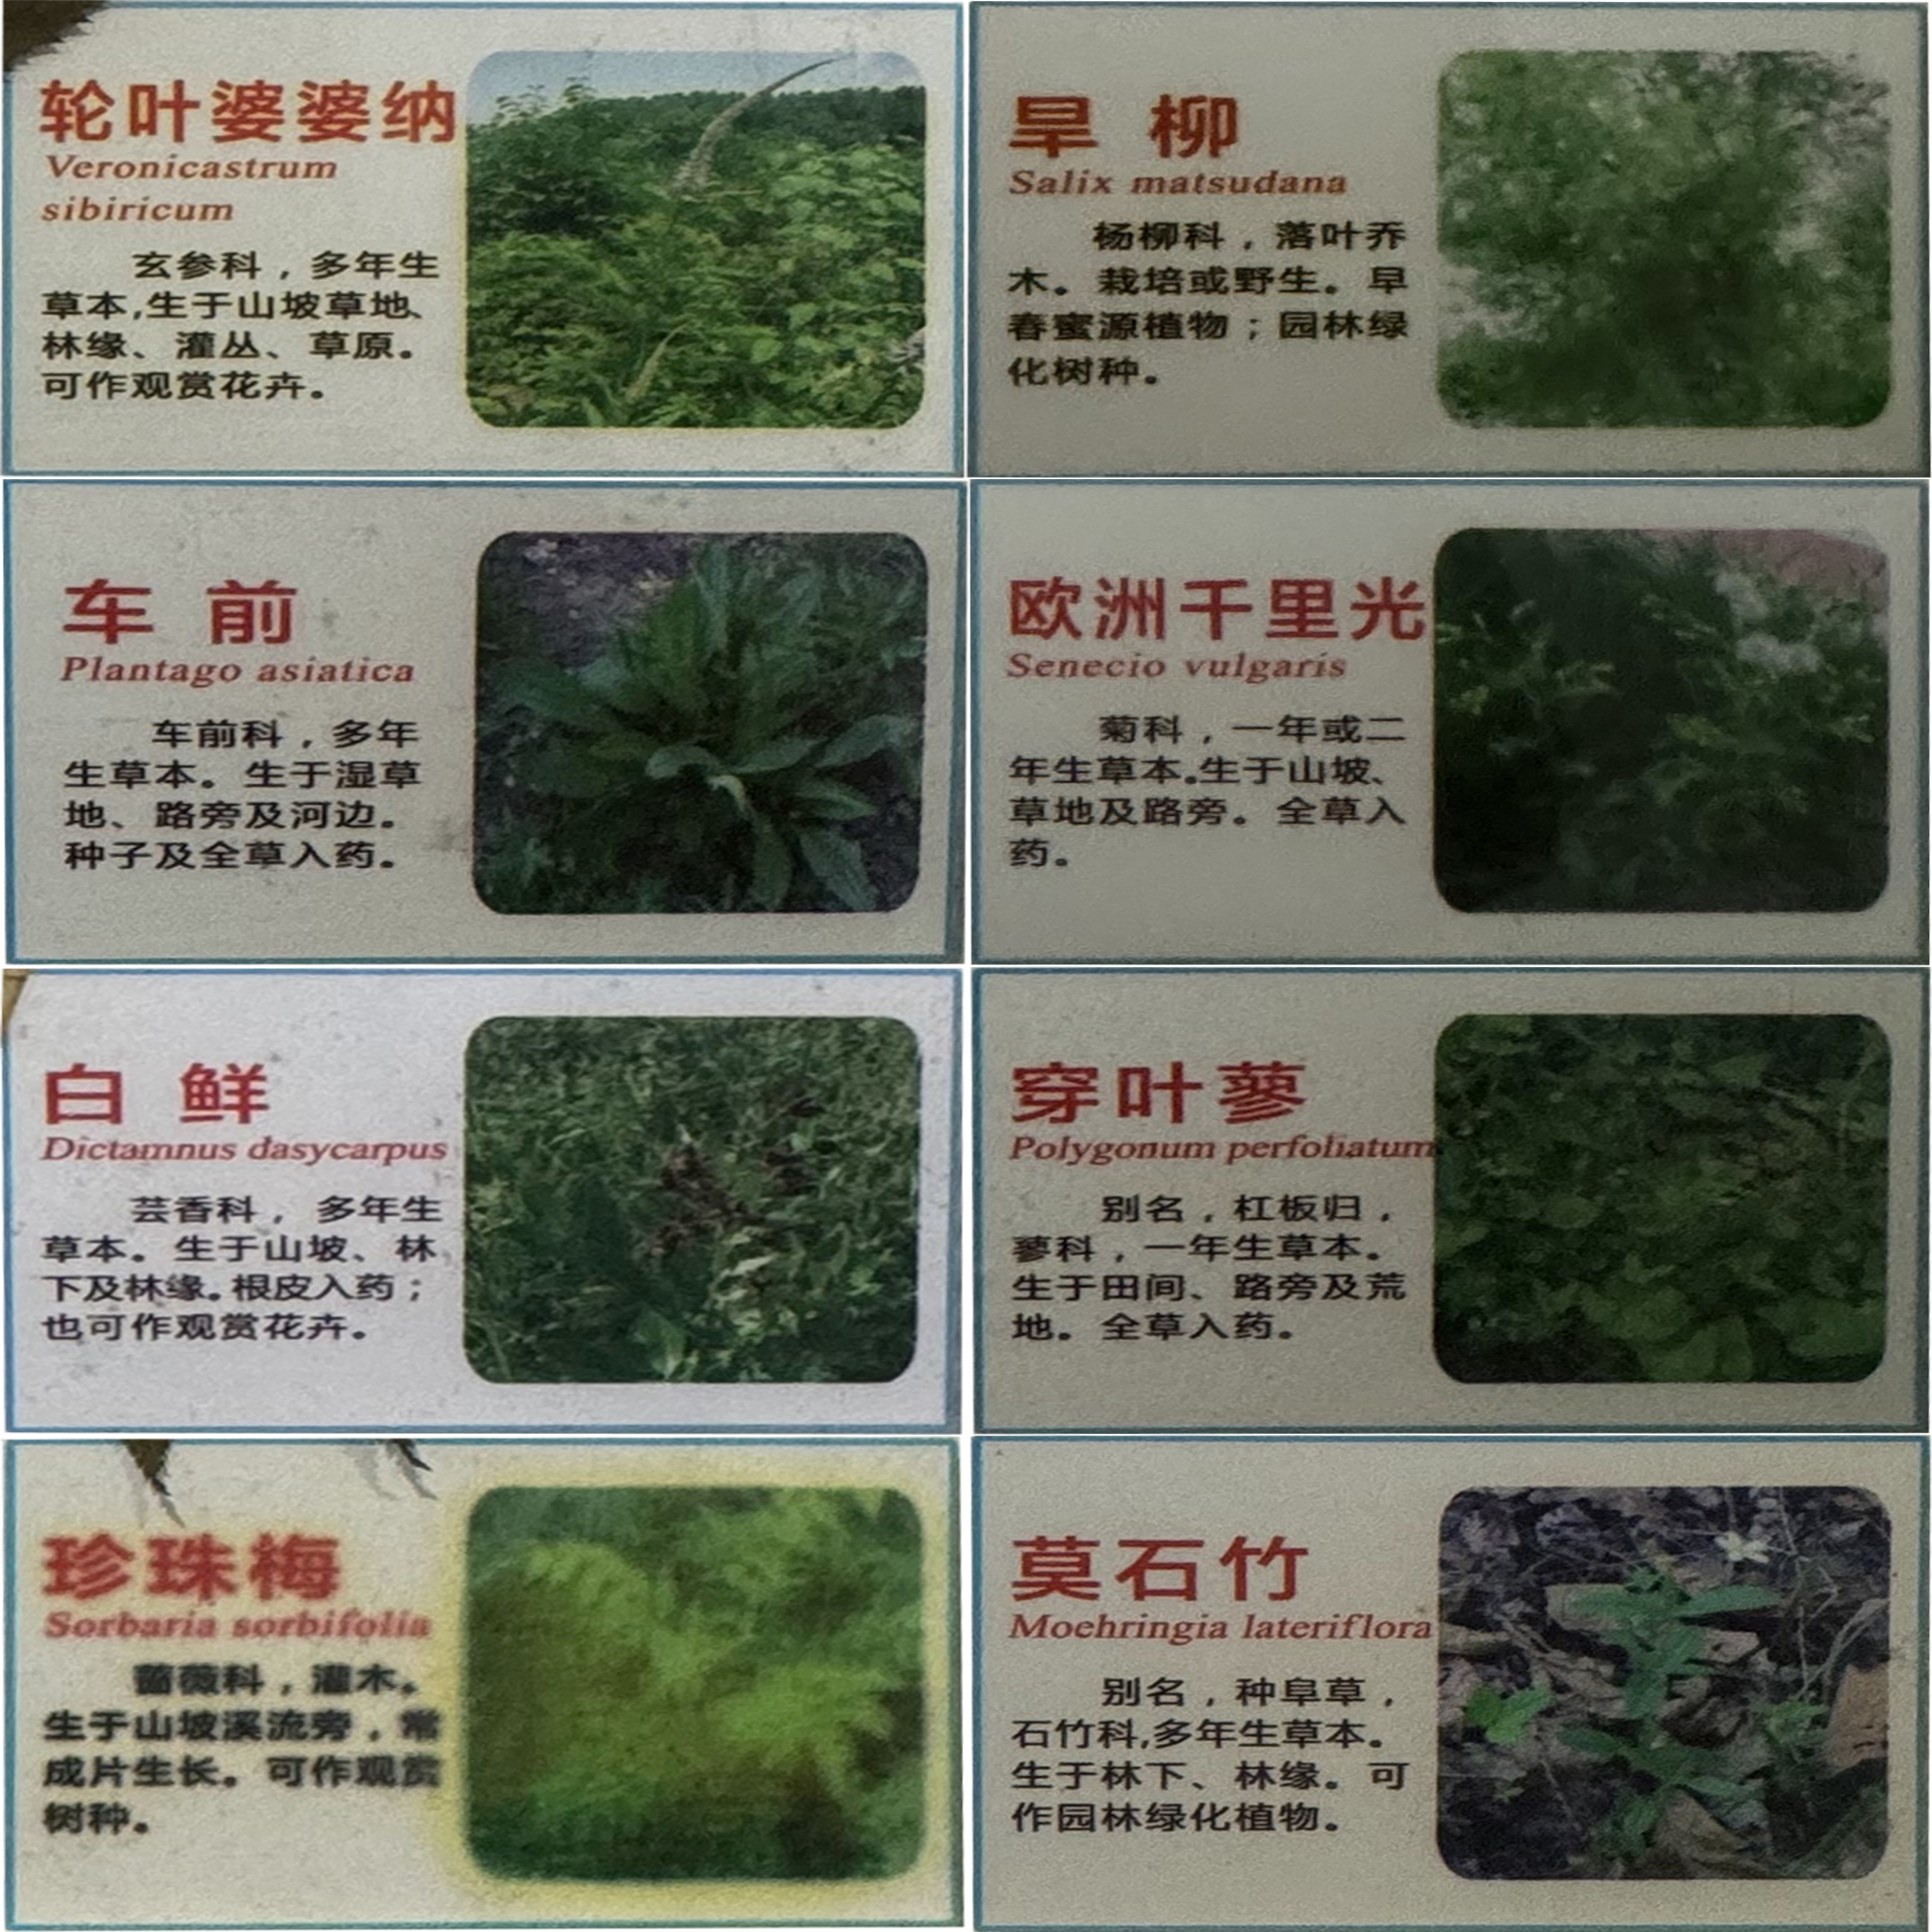 轮叶婆婆纳
Veronicastrum
sibiricum
玄参科，多年生
草本,生于山坡草地、
林缘、灌丛、草原。
可作观赏花卉。
旱 柳
Salix matsudana
杨柳科，落叶乔
木。栽培或野生。早
春蜜源植物；园林绿
化树种。
车 前
Plantago asiatica
车前科，多年
生草本。生于湿草
地、路旁及河边。
种子及全草入药。
欧洲千里光
Senecio vulgaris
菊科，一年或二
年生草本。生于山坡、
草地及路旁。全草入
药。
白 鲜
Dictamnus dasycarpus
芸香科， 多年生
草本。生于山坡、林
下及林缘。根皮入药；
也可作观赏花卉。
穿叶蓼
Polygonum perfoliatum
别名，杠板归，
蓼科，一年生草本。
生于田间、路旁及荒
地。全草入药。
珍珠梅
Sorbaria sorbifolia
蔷薇科，灌木。
生于山坡溪流旁，常
成片生长。可作观赏
树种。
莫石竹
Moehringia lateriflora
别名，种阜草，
石竹科,多年生草本。
生于林下、林缘。可
作园林绿化植物。